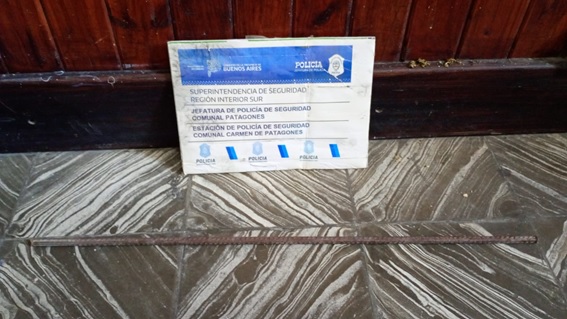 BUENOS AIRES
POLICIA
SUPERINTENDENCIA DE SEGURIDAD
REGIÓN INTERIOR SUR
JEFATURA DE POLICÍA DE SEGURIDAD
COMUNAL PATAGONES
ESTACIÓN DE POLICÍA DE SEGURIDAD
COMUNAL CARMEN DE PATAGONES
POLICIA POLICIA POLICIA